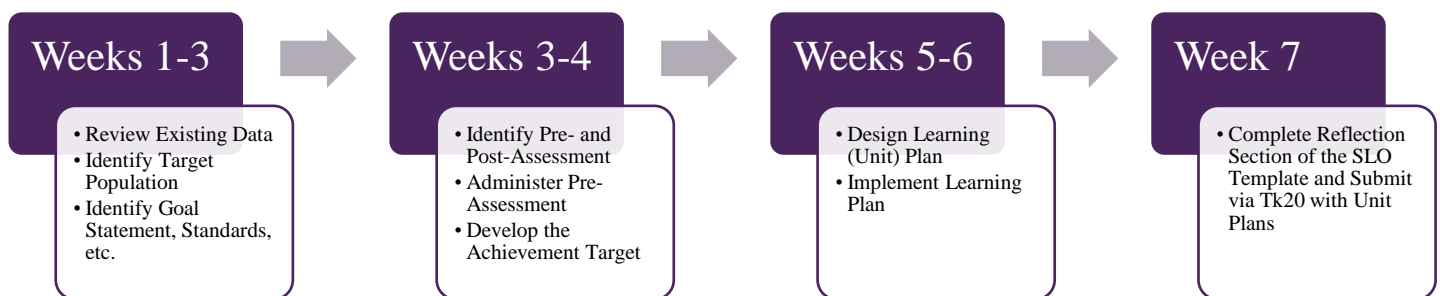 Weeks 1-3
• Review Existing Data
• Identify Target
Population
• Identify Goal
Statement, Standards,
etc.
Weeks 3-4
• Identify Pre- and
Post-Assessment
• Administer Pre-
Assessment
• Develop the
Achievement Target
Weeks 5-6
• Design Learning
(Unit) Plan
• Implement Learning
Plan
Week 7
• Complete Reflection
Section of the SLO
Template and Submit
via Tk20 with Unit
Plans